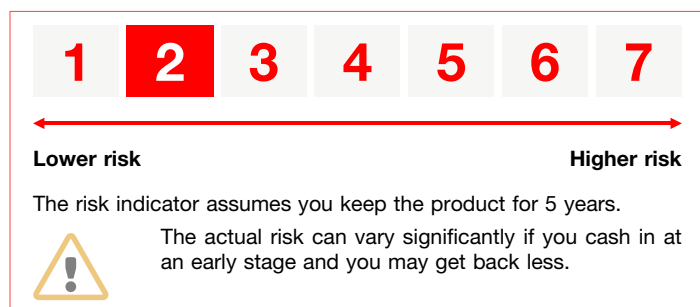 1 2 3 4 5 6 7
Lower risk Higher risk
The risk indicator assumes you keep the product for 5 years.
The actual risk can vary significantly if you cash in at
an early stage and you may get back less.